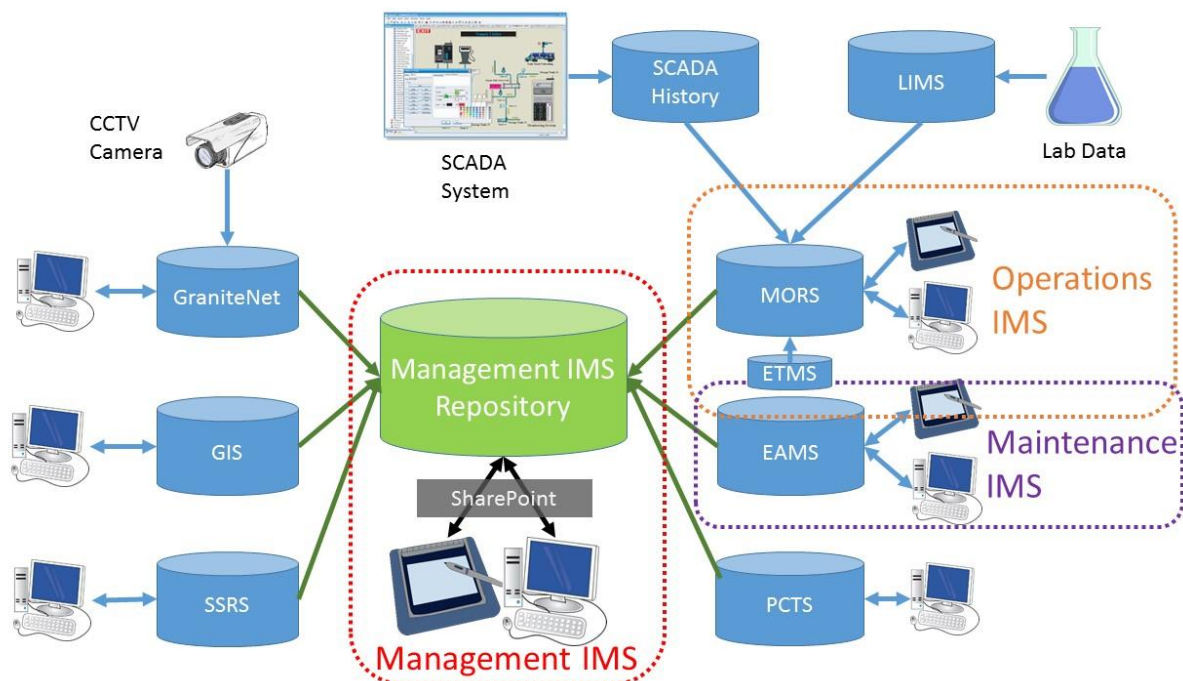 SCADA
History
LIMS
CCTV
Camera
SCADA
System
Lab Data
GraniteNet
MORS
Operations
IMS
Management IMS
Repository
ETMS
GIS
EAMS
Maintenance
IMS
SharePoint
SSRS
PCTS
Management IMS